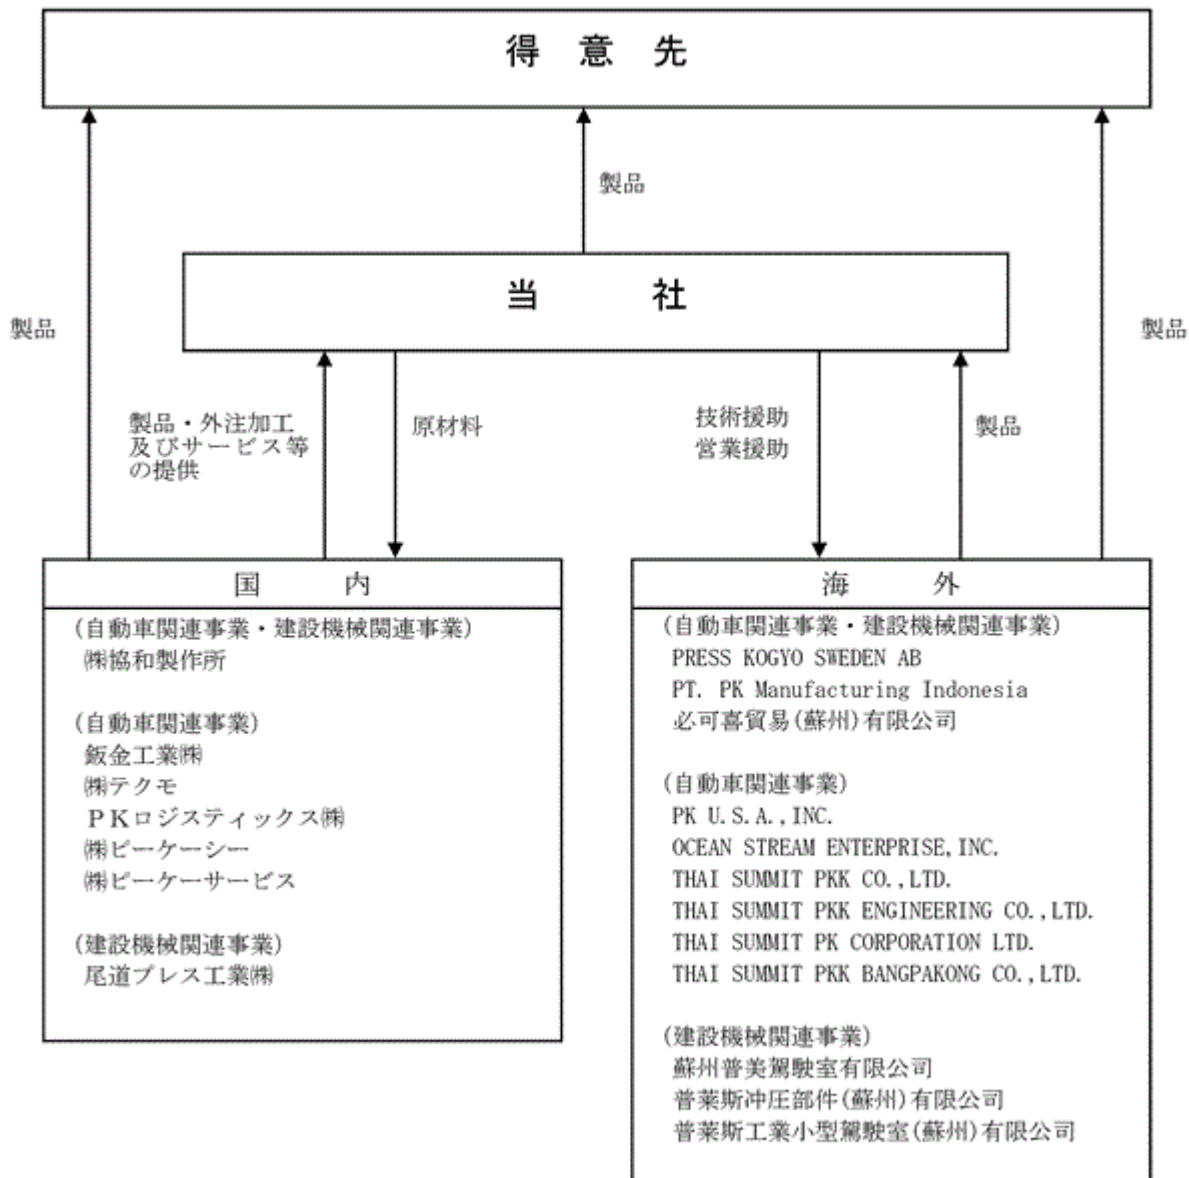 得 意 先
製品
当 社
製品
製品
製品・外注加工
及びサービス等
の提供
原材料
技術援助
営業援助
製品
国 内
(自動車関連事業・建設機械関連事業)
㈱協和製作所
(自動車関連事業)
鈑金工業㈱
㈱テクモ
ＰＫロジスティックス㈱
㈱ピーケーシー
㈱ピーケーサービス
(建設機械関連事業)
尾道プレス工業㈱
海 外
(自動車関連事業・建設機械関連事業)
PRESS KOGYO SWEDEN AB
PT. PK Manufacturing Indonesia
必可喜貿易(蘇州)有限公司
(自動車関連事業)
PK U.S.A.,INC.
OCEAN STREAM ENTERPRISE,INC.
THAI SUMMIT PKK CO.,LTD.
THAI SUMMIT PKK ENGINEERING CO.,LTD.
THAI SUMMIT PK CORPORATION LTD.
THAI SUMMIT PKK BANGPAKONG CO.,LTD.
(建設機械関連事業)
蘇州普美駕駛室有限公司
普莱斯冲圧部件(蘇州)有限公司
普莱斯工業小型駕駛室(蘇州)有限公司